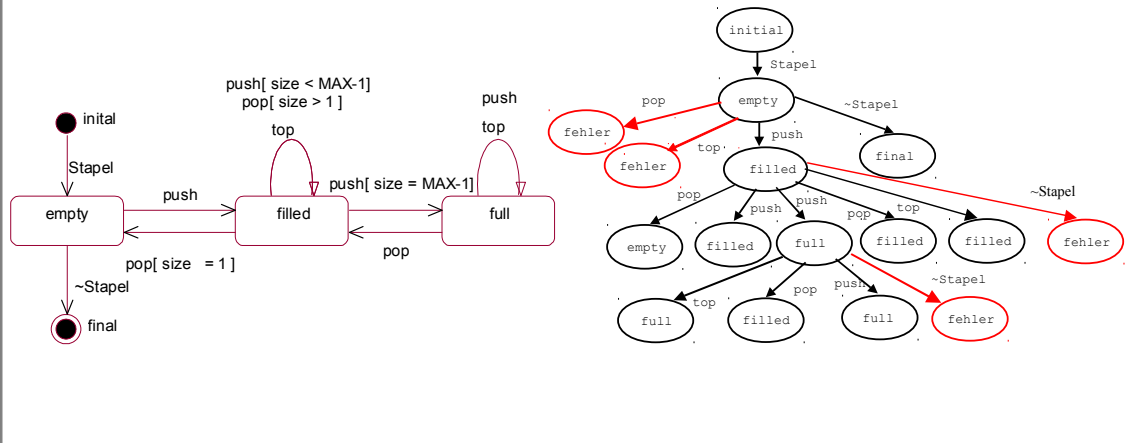 push[ size < MAX-1]
pop[ size > 1 ]
top
push
top
inital
Stapel
push
push[ size = MAX-1]
empty
filled
full
pop[ size   = 1 ]
pop
~Stapel
final
initial
Stapel
empty
pop
~Stapel
fehler
top
push
fehler
final
filled
~Stapel
pop
push
push
pop
top
empty
filled
full
filled
filled
fehler
top
pop
push
~Stapel
full
filled
full
fehler